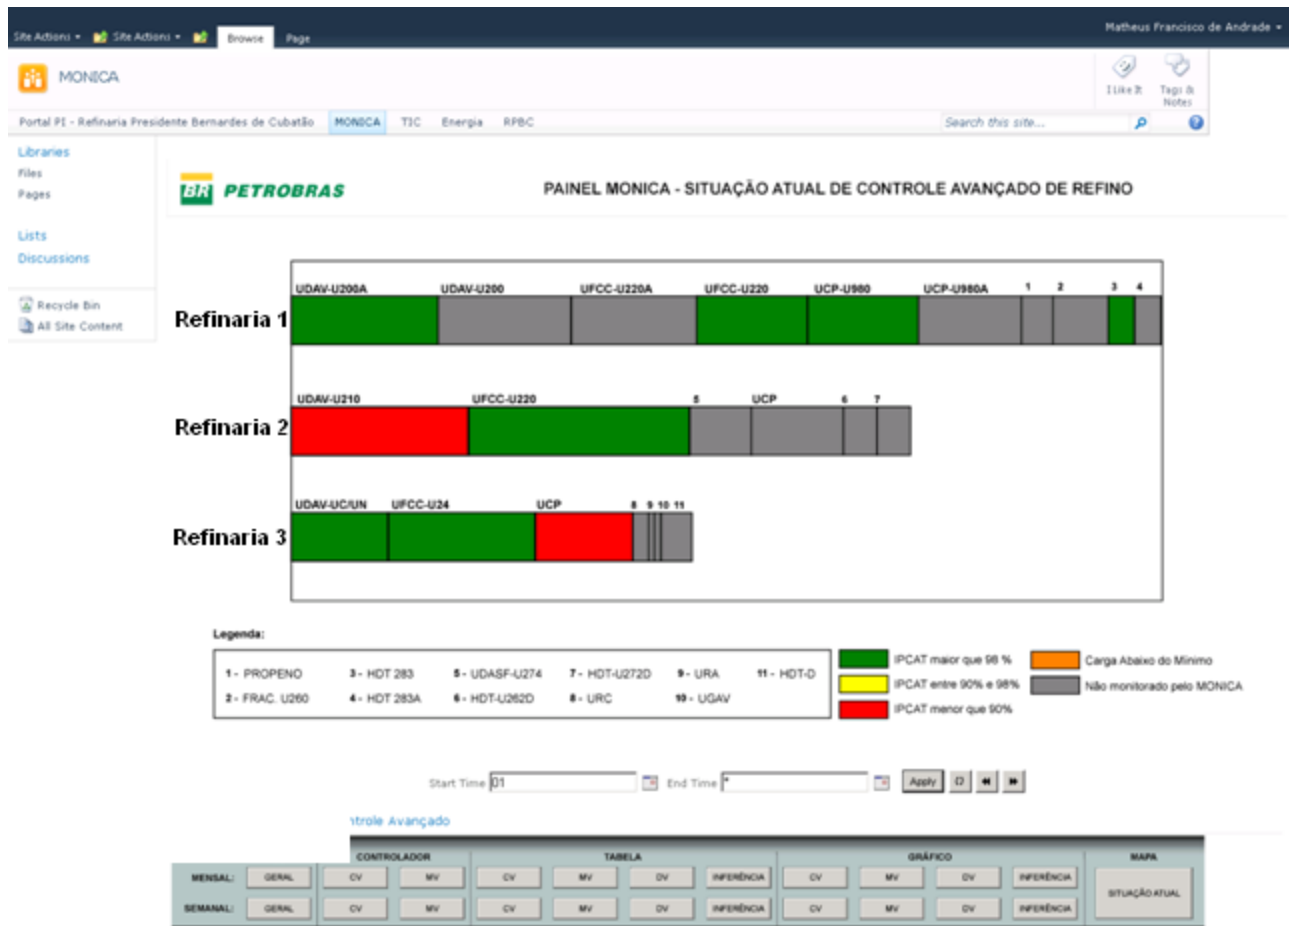 Matheus Francisco de Andrade
Site Actions Site Actions Browse Page
MONICA
I Like It Tags & Notes
Portal PI - Refinaria Presidente Bernardes de Cubatão MONICA TIC Energia RPBC Search this site...
Libraries
Files
Pages
Lists
Discussions
Recycle Bin
All Site Content
BR PETROBRAS PAINEL MONICA - SITUAÇÃO ATUAL DE CONTROLE AVANÇADO DE REFINO
UDAV-U200A UDAV-U200 UFCC-U220A UFCC-U220 UCP-U980 UCP-U980A 1 2 3 4
Refinaria 1
UDAV-U210 UFCC-U220 5 UCP 6 7
Refinaria 2
UDAV-UC/UN UFCC-U24 UCP 8 9 10 11
Refinaria 3
Legenda:
1 - PROPENO 3 - HDT 283 5 - UDASF-U274 7 - HDT-U272D 9 - URA 11 - HDT-D
2 - FRAC. U260 4 - HDT 283A 6 - HDT-U262D 8 - URC 10 - UGAV
IPCAT maior que 98 % Carga Abaixo do Mínimo
IPCAT entre 90% e 98% Não monitorado pelo MONICA
IPCAT menor que 90%
Start Time 01 End Time * Apply
ntrole Avançado
CONTROLADOR TABELA GRÁFICO MAPA
MENSAL: GERAL CV MV CV MV DV INFERÊNCIA CV MV DV INFERÊNCIA
SITUAÇÃO ATUAL
SEMANAL: GERAL CV MV CV MV DV INFERÊNCIA CV MV DV INFERÊNCIA